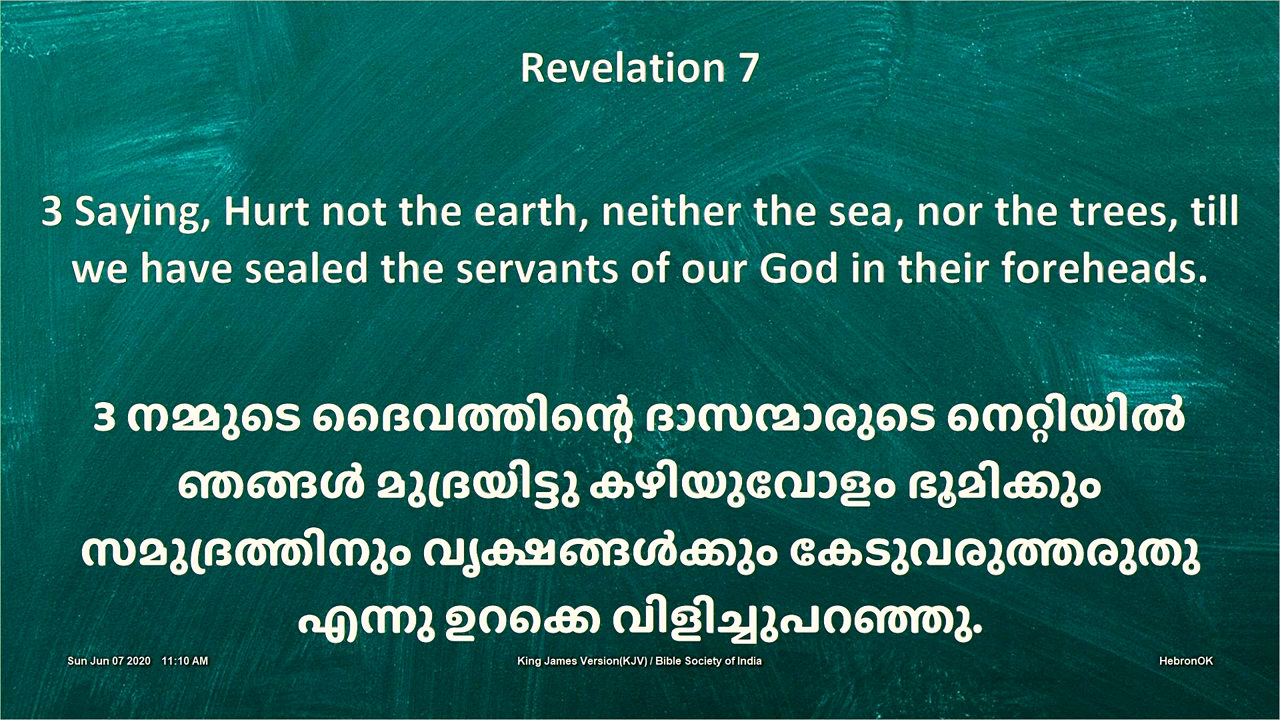 Revelation 7
3 Saying, Hurt not the earth, neither the sea, nor the trees, till
we have sealed the servants of our God in their foreheads.
3 നമ്മുടെ ദൈവത്തിന്റെ ദാസന്മാരുടെ നെറ്റിയിൽ
ഞങ്ങൾ മുദ്രയിട്ടു കഴിയുവോളം ഭൂമിക്കും
സമുദ്രത്തിനും വൃക്ഷങ്ങൾക്കും കേടുവരുത്തരുതു
എന്നു ഉറക്കെ വിളിച്ചുപറഞ്ഞു.
Sun Jun 07 2020 11:10 AM King James Version(KJV) / Bible Society of India HebronOK